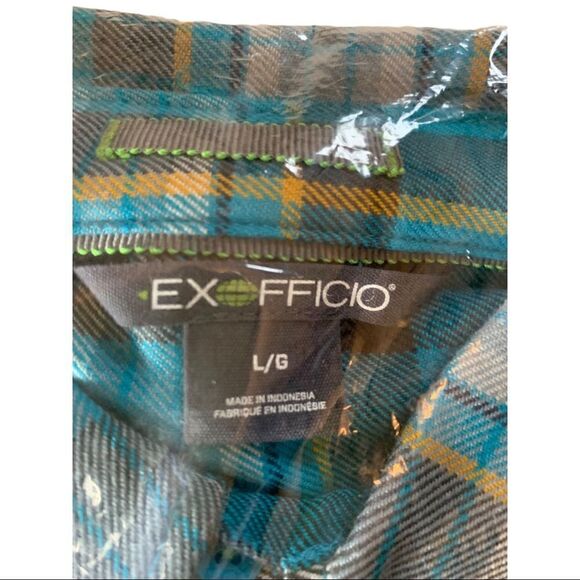 EXOFFICIO®
L/G
MADE IN INDONESIA
FABRIQUÉ EN INDONÉSIE